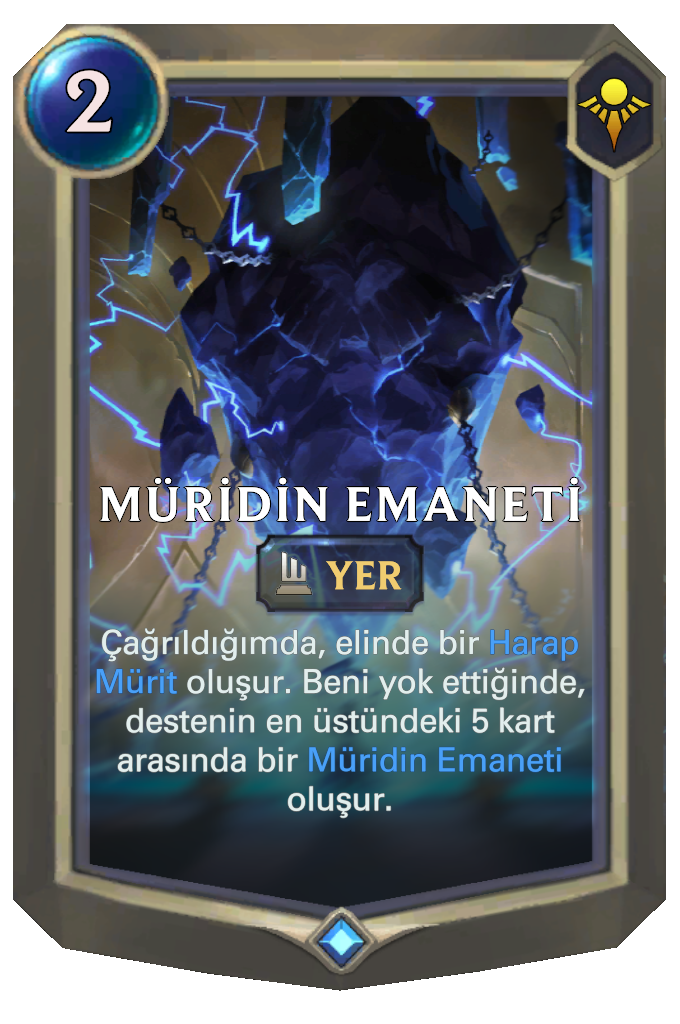 2
MÜRİDİN EMANETİ
YER
Çağrıldığımda, elinde bir Harap
Mürit oluşur. Beni yok ettiğinde,
destenin en üstündeki 5 kart
arasında bir Müridin Emaneti
oluşur.